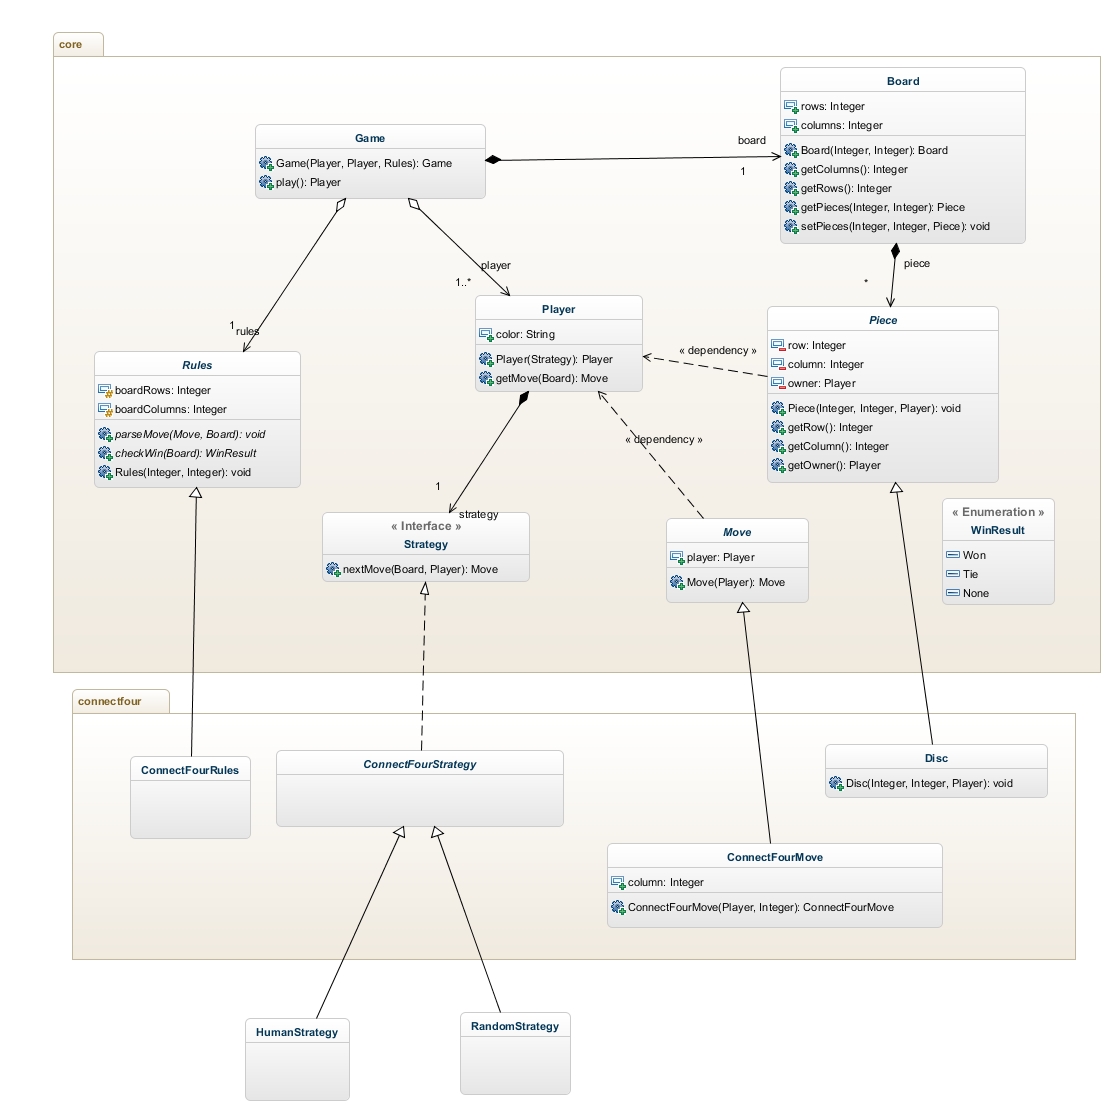 core
Board
rows: Integer
columns: Integer
Board(Integer, Integer): Board
getColumns(): Integer
getRows(): Integer
getPieces(Integer, Integer): Piece
setPieces(Integer, Integer, Piece): void
Game
Game(Player, Player, Rules): Game
play(): Player
board
1
player
1..*
piece
*
1
rules
Player
color: String
Player(Strategy): Player
getMove(Board): Move
Piece
row: Integer
column: Integer
owner: Player
Piece(Integer, Integer, Player): void
getRow(): Integer
getColumn(): Integer
getOwner(): Player
« dependency »
« dependency »
Rules
boardRows: Integer
boardColumns: Integer
parseMove(Move, Board): void
checkWin(Board): WinResult
Rules(Integer, Integer): void
1
strategy
« Interface »
Strategy
nextMove(Board, Player): Move
Move
player: Player
Move(Player): Move
« Enumeration »
WinResult
Won
Tie
None
connectfour
ConnectFourRules
ConnectFourStrategy
Disc
Disc(Integer, Integer, Player): void
ConnectFourMove
column: Integer
ConnectFourMove(Player, Integer): ConnectFourMove
HumanStrategy
RandomStrategy